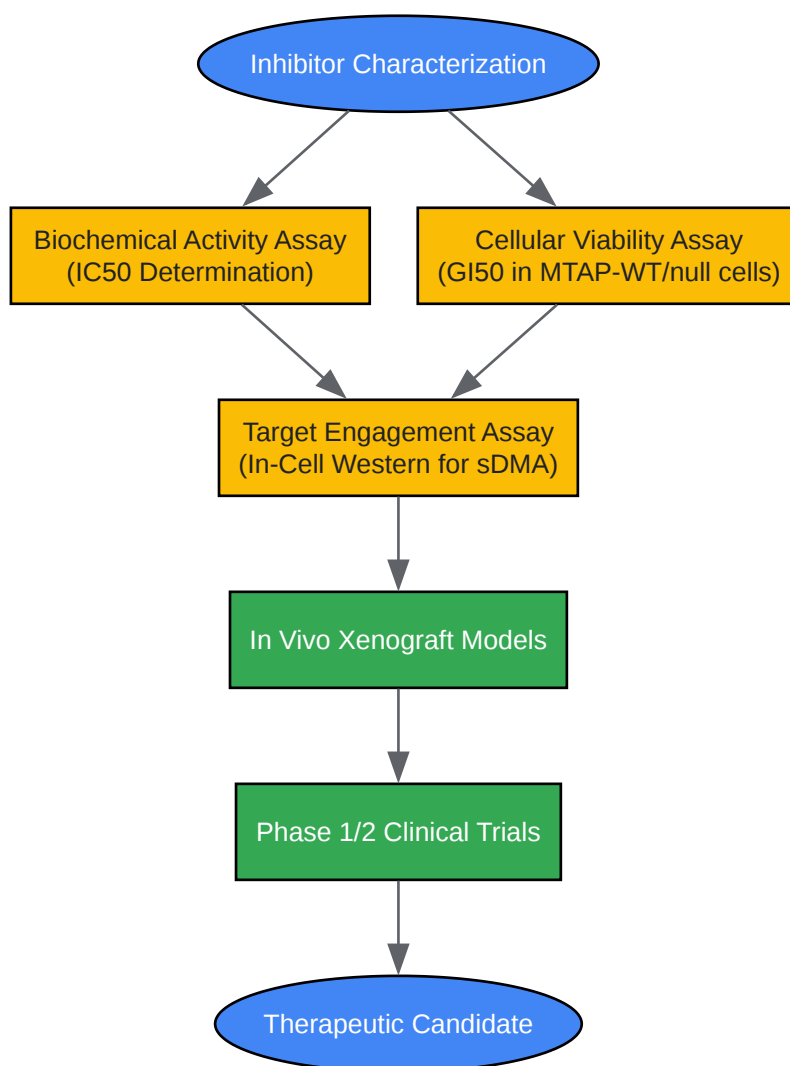 Inhibitor Characterization
Biochemical Activity Assay
(IC50 Determination)
Cellular Viability Assay
(GI50 in MTAP-WT/null cells)
Target Engagement Assay
(In-Cell Western for sDMA)
In Vivo Xenograft Models
Phase 1/2 Clinical Trials
Therapeutic Candidate